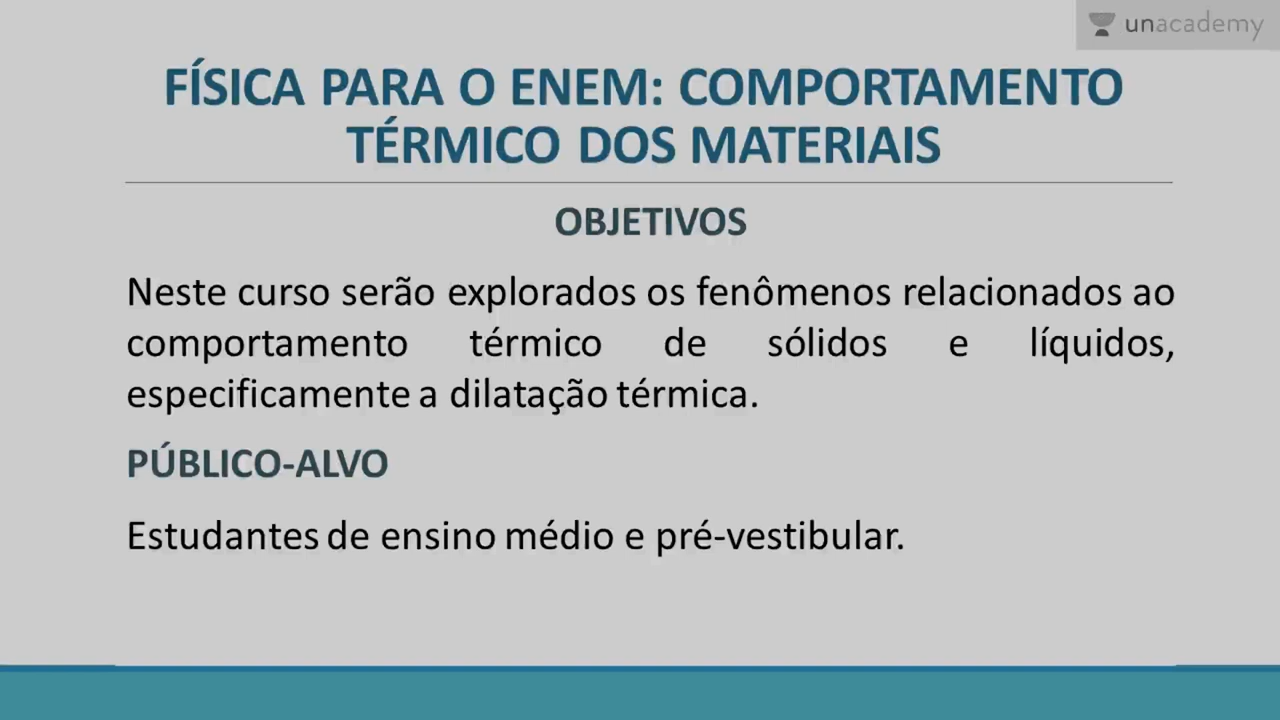 unacademy
FÍSICA PARA O ENEM: COMPORTAMENTO
TÉRMICO DOS MATERIAIS
OBJETIVOS
Neste curso serão explorados os fenômenos relacionados ao
comportamento térmico de sólidos e líquidos,
especificamente a dilatação térmica.
PÚBLICO-ALVO
Estudantes de ensino médio e pré-vestibular.